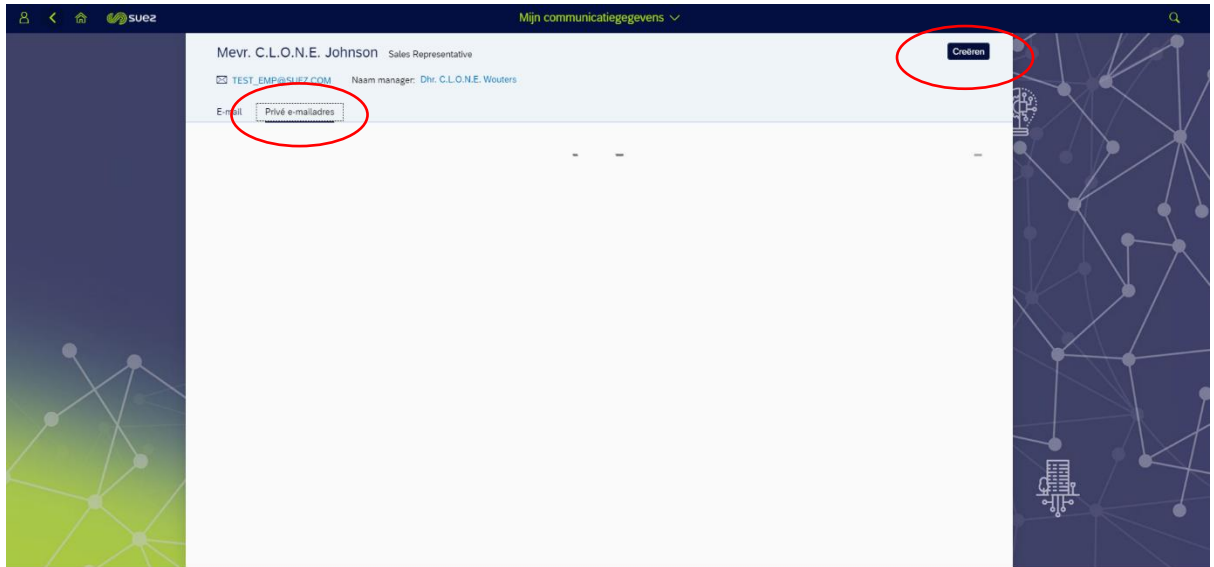 suez
Mijn communicatiegegevens
Mevr. C.L.O.N.E. Johnson Sales Representative
Creëren
TEST_EMP@SUEZ.COM Naam manager: Dhr. C.L.O.N.E. Wouters
E-mail Privé e-mailadres